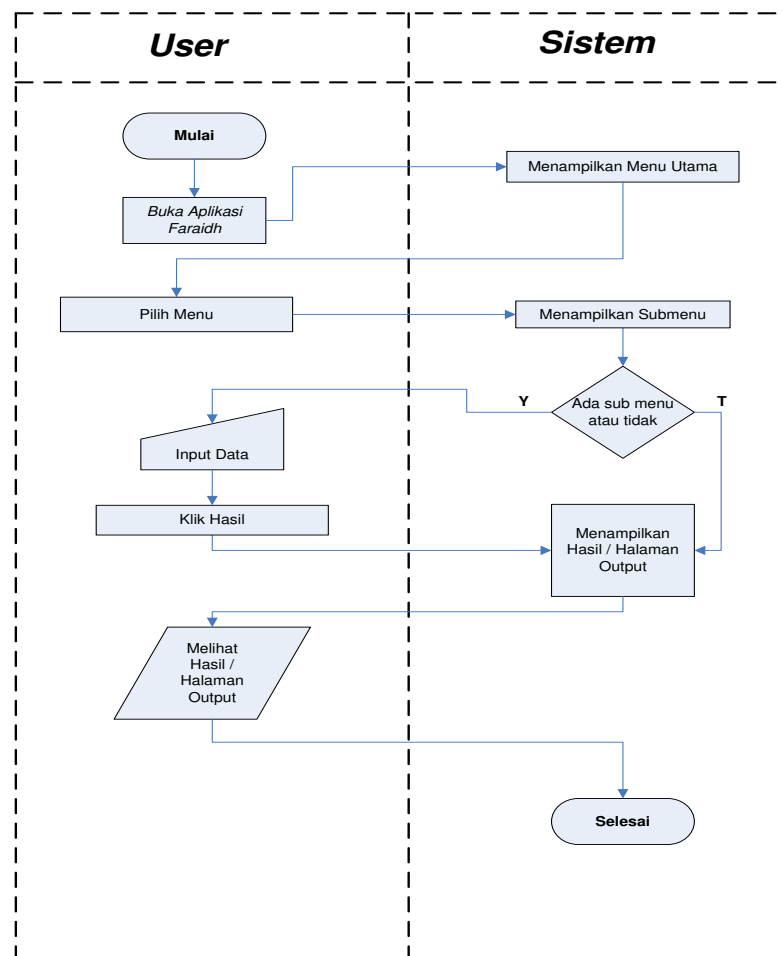 User
Sistem
Mulai
Menampilkan Menu Utama
Buka Aplikasi
Faraidh
Pilih Menu
Menampilkan Submenu
Y
Ada sub menu
atau tidak
T
Input Data
Klik Hasil
Menampilkan
Hasil / Halaman
Output
Melihat
Hasil /
Halaman
Output
Selesai